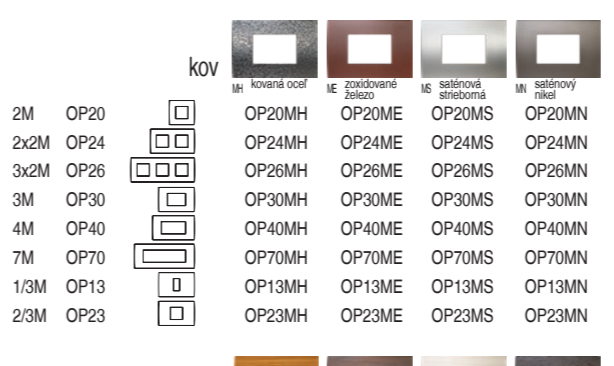 kov
MH kovaná oceľ ME zoxidované železo MS saténová strieborná MN saténový nikel
2M OP20 OP20MH OP20ME OP20MS OP20MN
2x2M OP24 OP24MH OP24ME OP24MS OP24MN
3x2M OP26 OP26MH OP26ME OP26MS OP26MN
3M OP30 OP30MH OP30ME OP30MS OP30MN
4M OP40 OP40MH OP40ME OP40MS OP40MN
7M OP70 OP70MH OP70ME OP70MS OP70MN
1/3M OP13 OP13MH OP13ME OP13MS OP13MN
2/3M OP23 OP23MH OP23ME OP23MS OP23MN